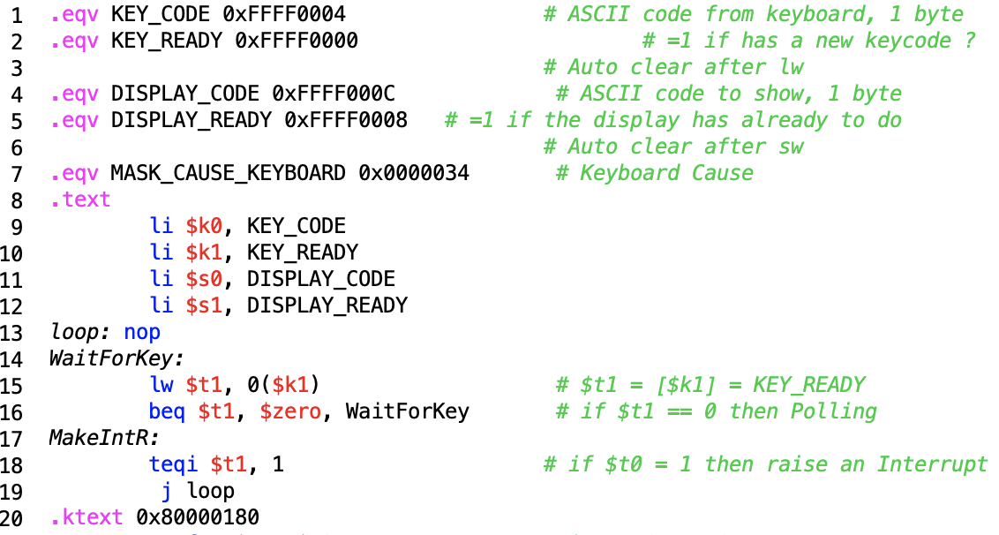 1 .eqv KEY_CODE 0xFFFF0004 # ASCII code from keyboard, 1 byte
2 .eqv KEY_READY 0xFFFF0000 # =1 if has a new keycode ?
3 # Auto clear after lw
4 .eqv DISPLAY_CODE 0xFFFF000C # ASCII code to show, 1 byte
5 .eqv DISPLAY_READY 0xFFFF0008 # =1 if the display has already to do
6 # Auto clear after sw
7 .eqv MASK_CAUSE_KEYBOARD 0x0000034 # Keyboard Cause
8 .text
9 li $k0, KEY_CODE
10 li $k1, KEY_READY
11 li $s0, DISPLAY_CODE
12 li $s1, DISPLAY_READY
13 loop: nop
14 WaitForKey:
15 lw $t1, 0($k1) # $t1 = [$k1] = KEY_READY
16 beq $t1, $zero, WaitForKey # if $t1 == 0 then Polling
17 MakeIntR:
18 teqi $t1, 1 # if $t0 = 1 then raise an Interrupt
19 j loop
20 .ktext 0x80000180